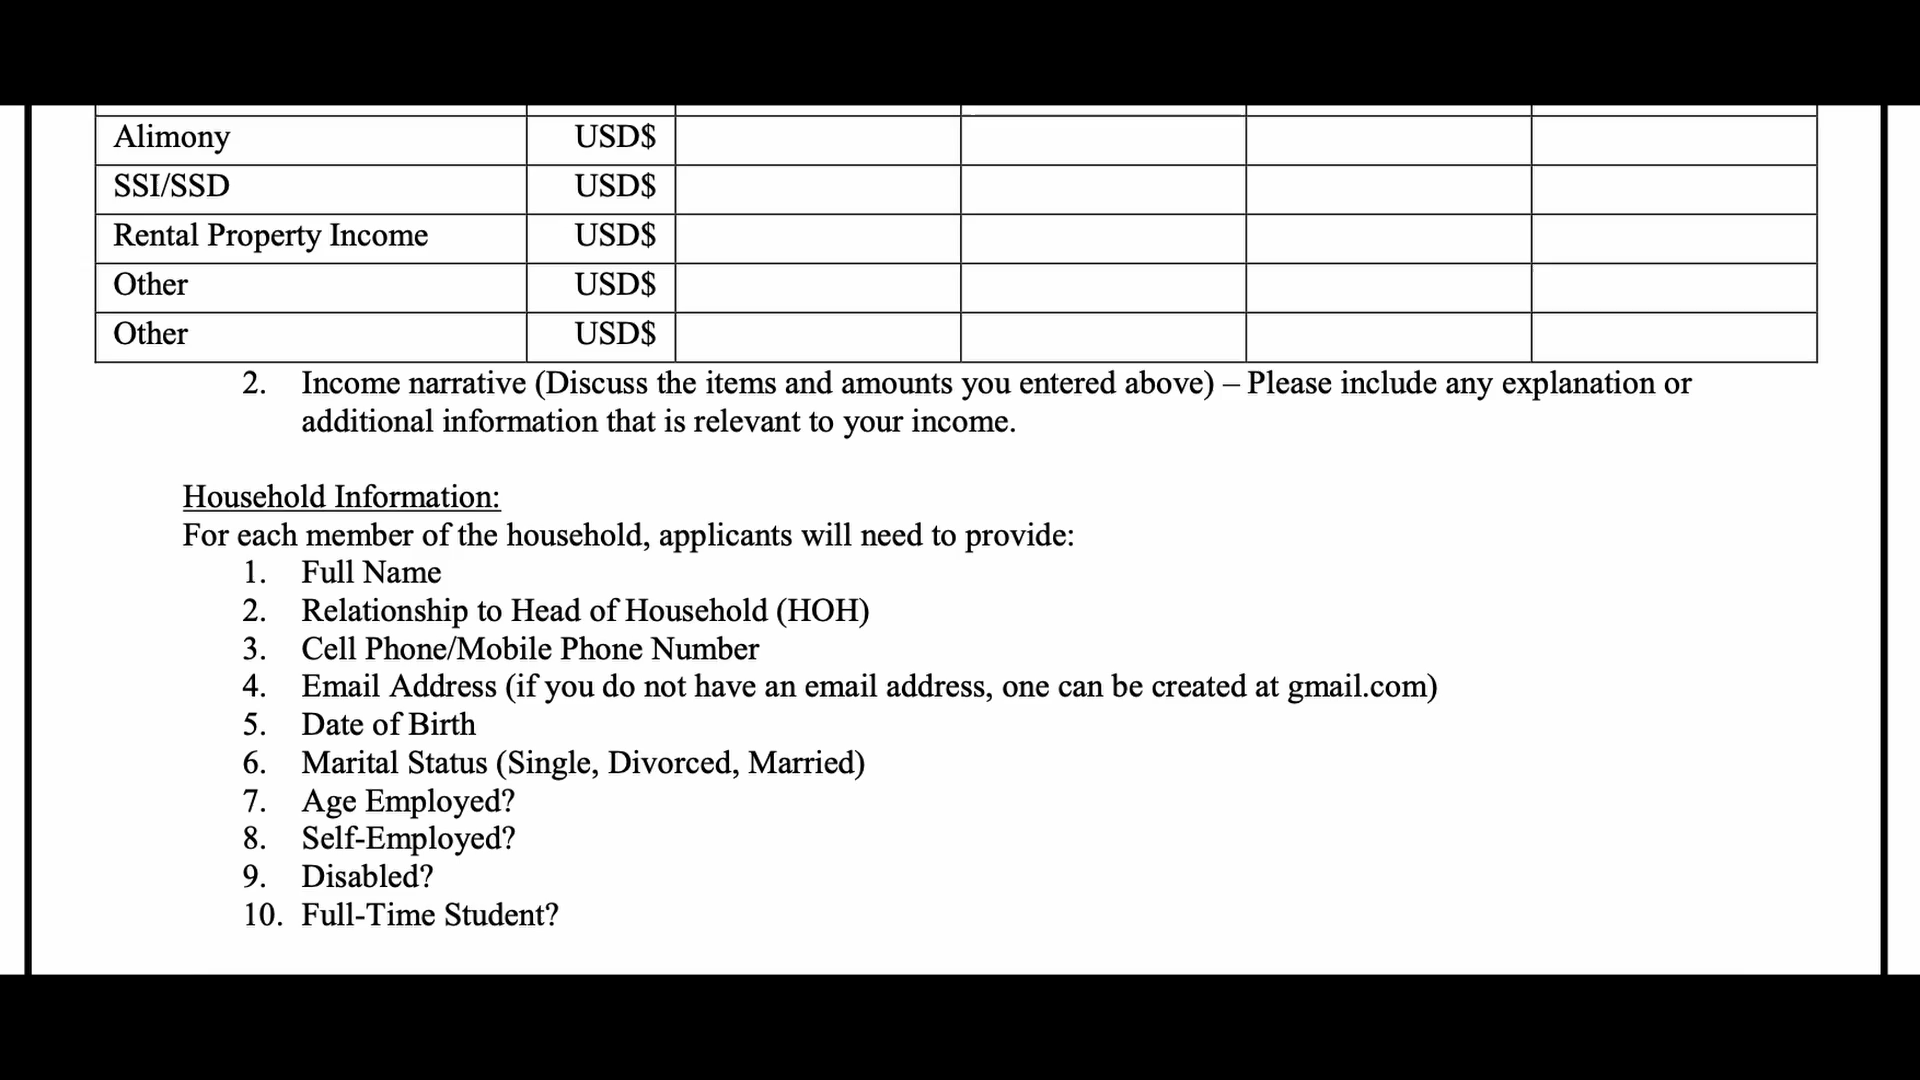 Alimony USD$
SSI/SSD USD$
Rental Property Income USD$
Other USD$
Other USD$
2. Income narrative (Discuss the items and amounts you entered above) – Please include any explanation or
additional information that is relevant to your income.
Household Information:
For each member of the household, applicants will need to provide:
1. Full Name
2. Relationship to Head of Household (HOH)
3. Cell Phone/Mobile Phone Number
4. Email Address (if you do not have an email address, one can be created at gmail.com)
5. Date of Birth
6. Marital Status (Single, Divorced, Married)
7. Age Employed?
8. Self-Employed?
9. Disabled?
10. Full-Time Student?